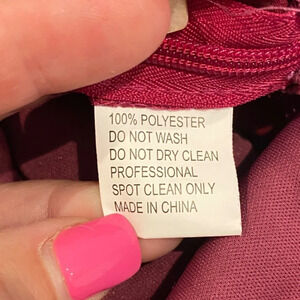 100% POLYESTER
DO NOT WASH
DO NOT DRY CLEAN
PROFESSIONAL
SPOT CLEAN ONLY
MADE IN CHINA